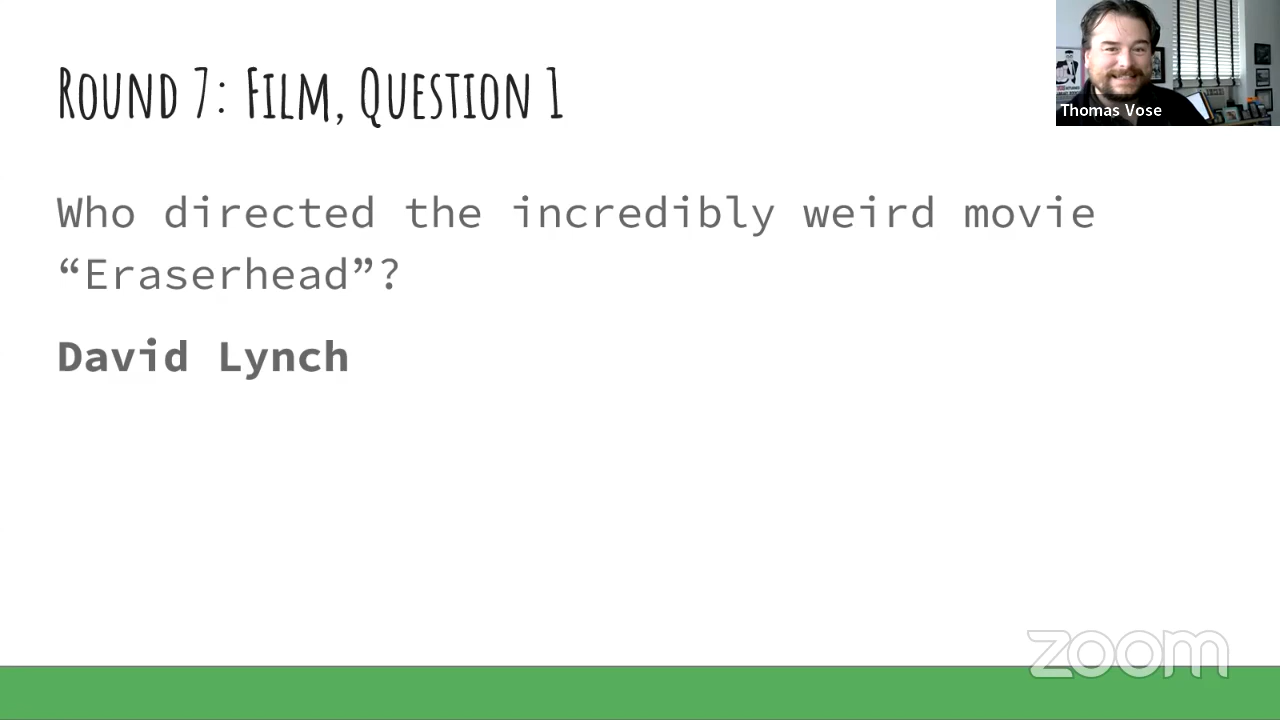 Round 7: Film, Question 1
Thomas Vose
Who directed the incredibly weird movie
“Eraserhead”?
David Lynch
zoom